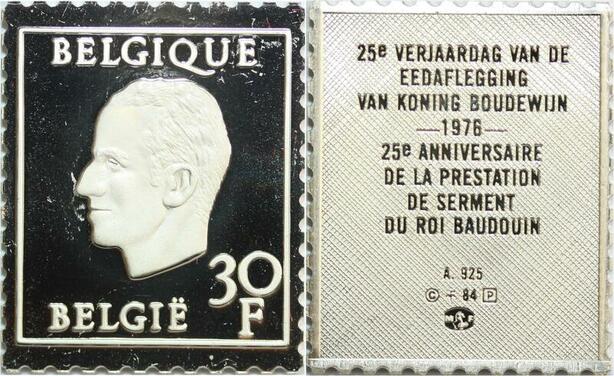 BELGIQUE
30
F
BELGIË
25e VERJAARDAG VAN DE
EEDAFLEGGING
VAN KONING BOUDEWIJN
—1976—
25e ANNIVERSAIRE
DE LA PRESTATION
DE SERMENT
DU ROI BAUDOUIN
A. 925
© 84 P